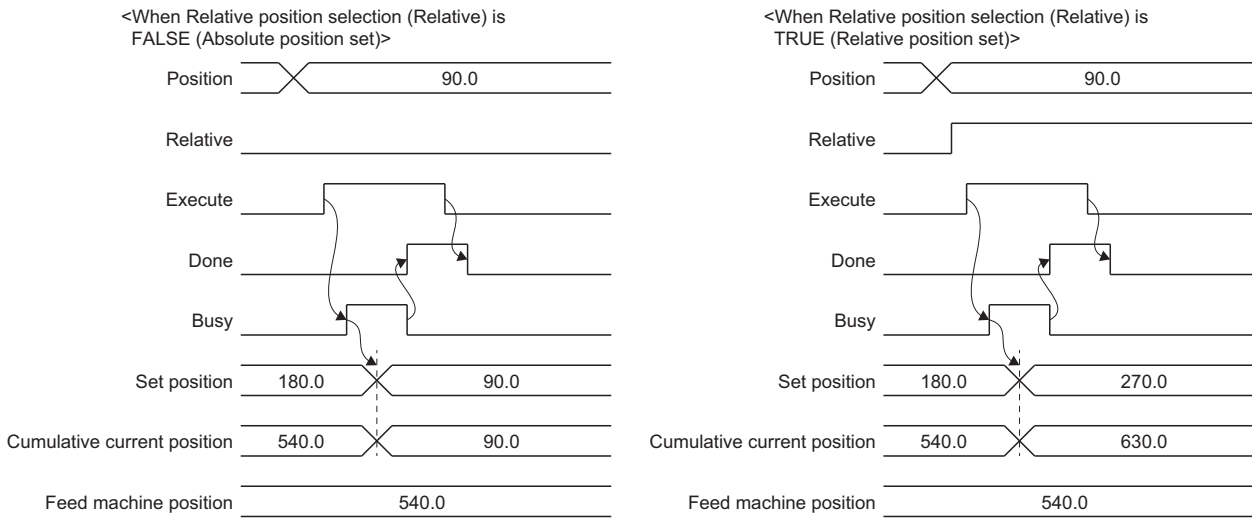 <When Relative position selection (Relative) is
FALSE (Absolute position set)>
Position
90.0
Relative
Execute
Done
Busy
Set position
180.0
90.0
Cumulative current position
540.0
90.0
Feed machine position
540.0
<When Relative position selection (Relative) is
TRUE (Relative position set)>
Position
90.0
Relative
Execute
Done
Busy
Set position
180.0
270.0
Cumulative current position
540.0
630.0
Feed machine position
540.0